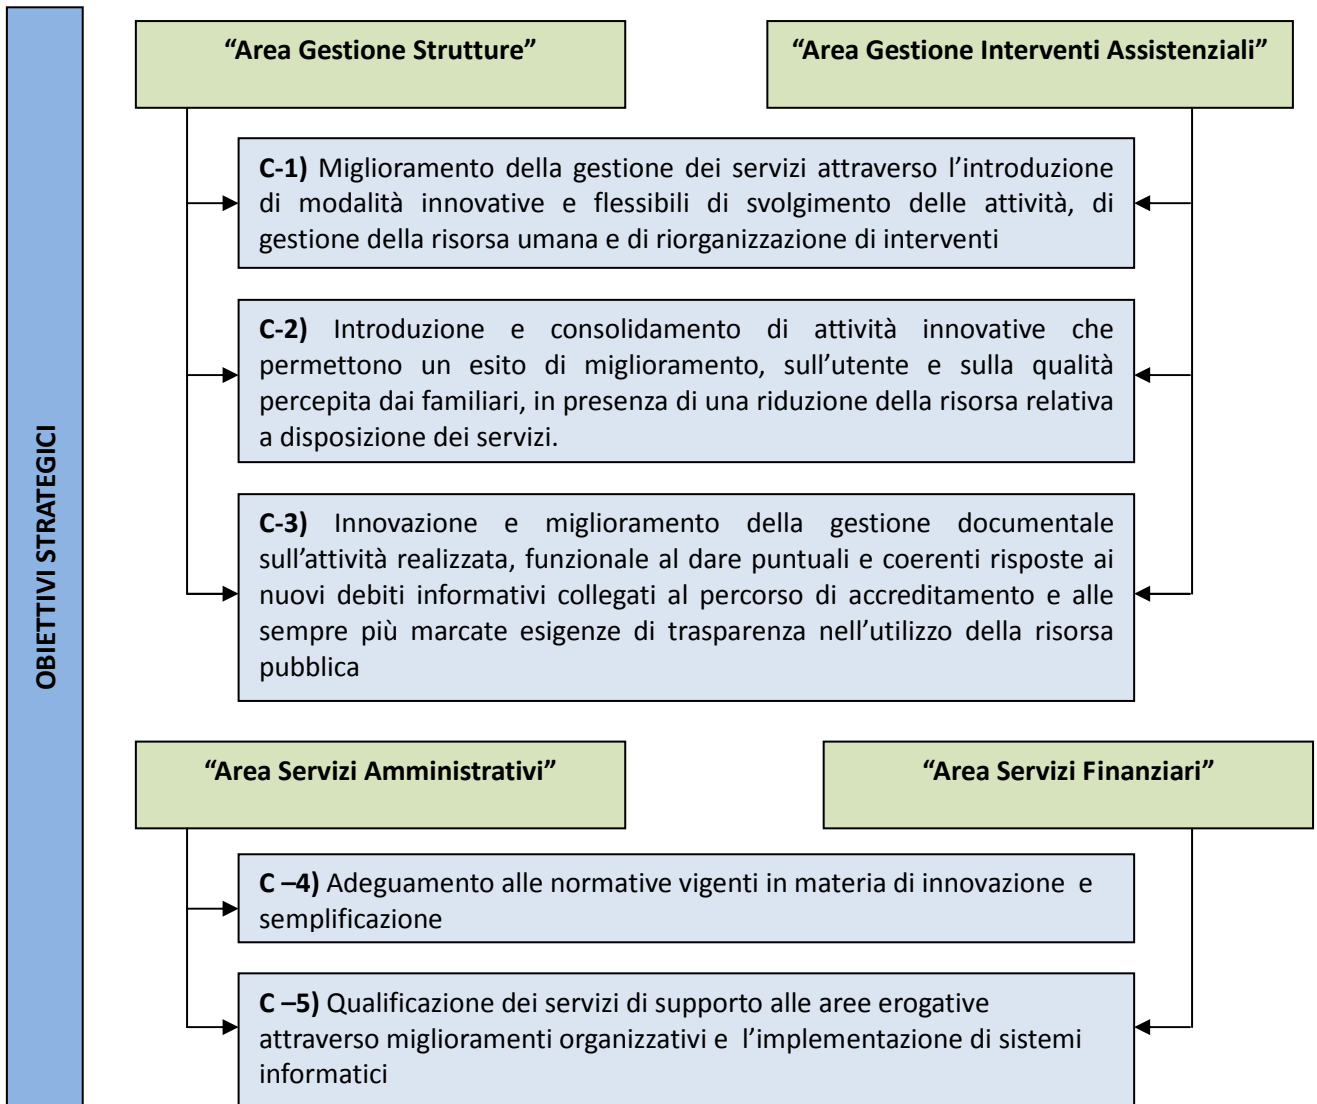 OBIETTIVI STRATEGICI
“Area Gestione Strutture”
“Area Gestione Interventi Assistenziali”
C-1) Miglioramento della gestione dei servizi attraverso l’introduzione
di modalità innovative e flessibili di svolgimento delle attività, di
gestione della risorsa umana e di riorganizzazione di interventi
C-2) Introduzione e consolidamento di attività innovative che
permettono un esito di miglioramento, sull’utente e sulla qualità
percepita dai familiari, in presenza di una riduzione della risorsa relativa
a disposizione dei servizi.
C-3) Innovazione e miglioramento della gestione documentale
sull’attività realizzata, funzionale al dare puntuali e coerenti risposte ai
nuovi debiti informativi collegati al percorso di accreditamento e alle
sempre più marcate esigenze di trasparenza nell’utilizzo della risorsa
pubblica
“Area Servizi Amministrativi”
“Area Servizi Finanziari”
C –4) Adeguamento alle normative vigenti in materia di innovazione e
semplificazione
C –5) Qualificazione dei servizi di supporto alle aree erogative
attraverso miglioramenti organizzativi e l’implementazione di sistemi
informatici